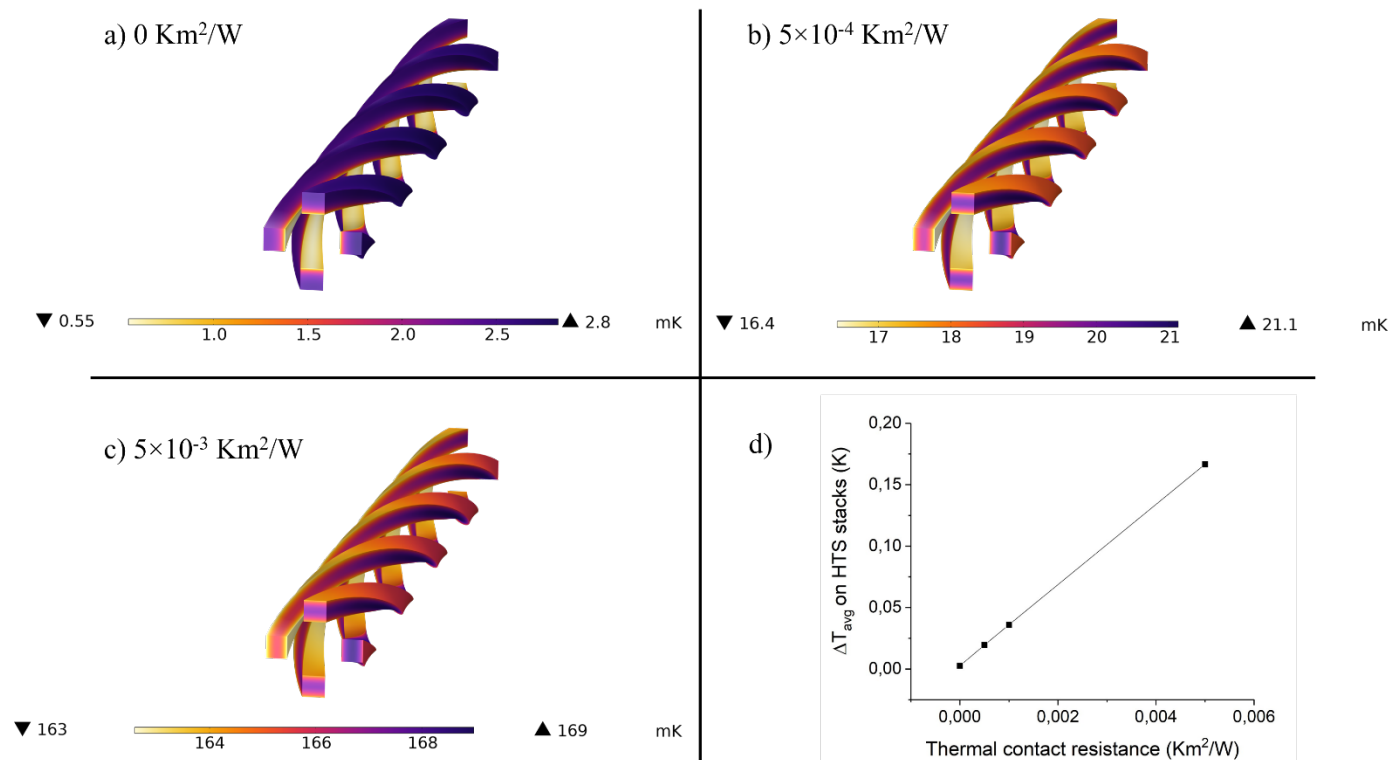 a) 0 Km²/W
▼ 0.55
1.0 1.5 2.0 2.5
▲ 2.8 mK
b) 5×10⁻⁴ Km²/W
▼ 16.4
17 18 19 20 21
▲ 21.1 mK
c) 5×10⁻³ Km²/W
▼ 163
164 166 168
▲ 169 mK
d)
ΔT_avg on HTS stacks (K)
0,20
0,15
0,10
0,05
0,00
0,000 0,002 0,004 0,006
Thermal contact resistance (Km²/W)